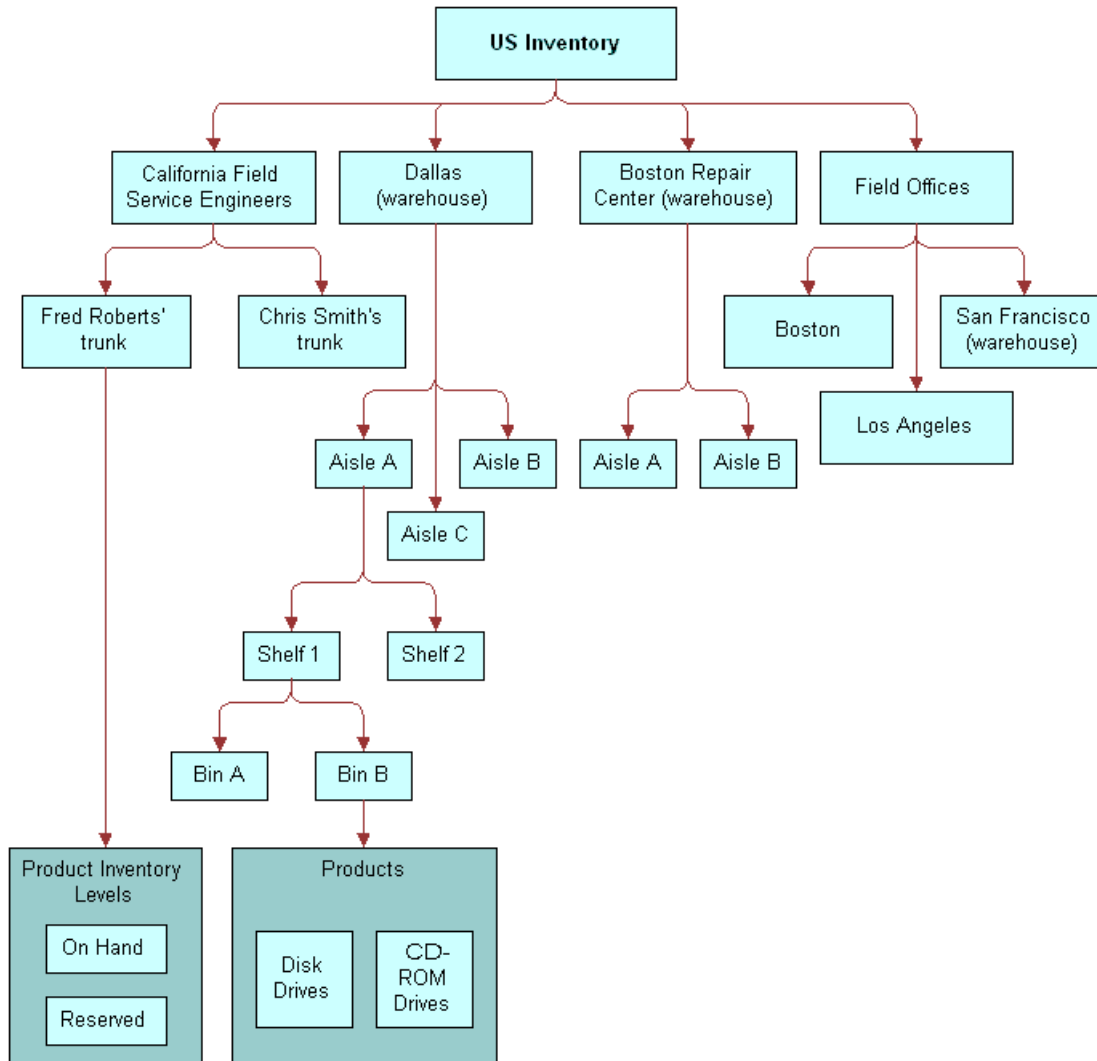 US Inventory
California Field
Service Engineers
Dallas
(warehouse)
Boston Repair
Center (warehouse)
Field Offices
Fred Roberts'
trunk
Chris Smith's
trunk
Boston
San Francisco
(warehouse)
Los Angeles
Aisle A
Aisle B
Aisle A
Aisle B
Aisle C
Shelf 1
Shelf 2
Bin A
Bin B
Product Inventory
Levels
On Hand
Reserved
Products
Disk
Drives
CD-
ROM
Drives